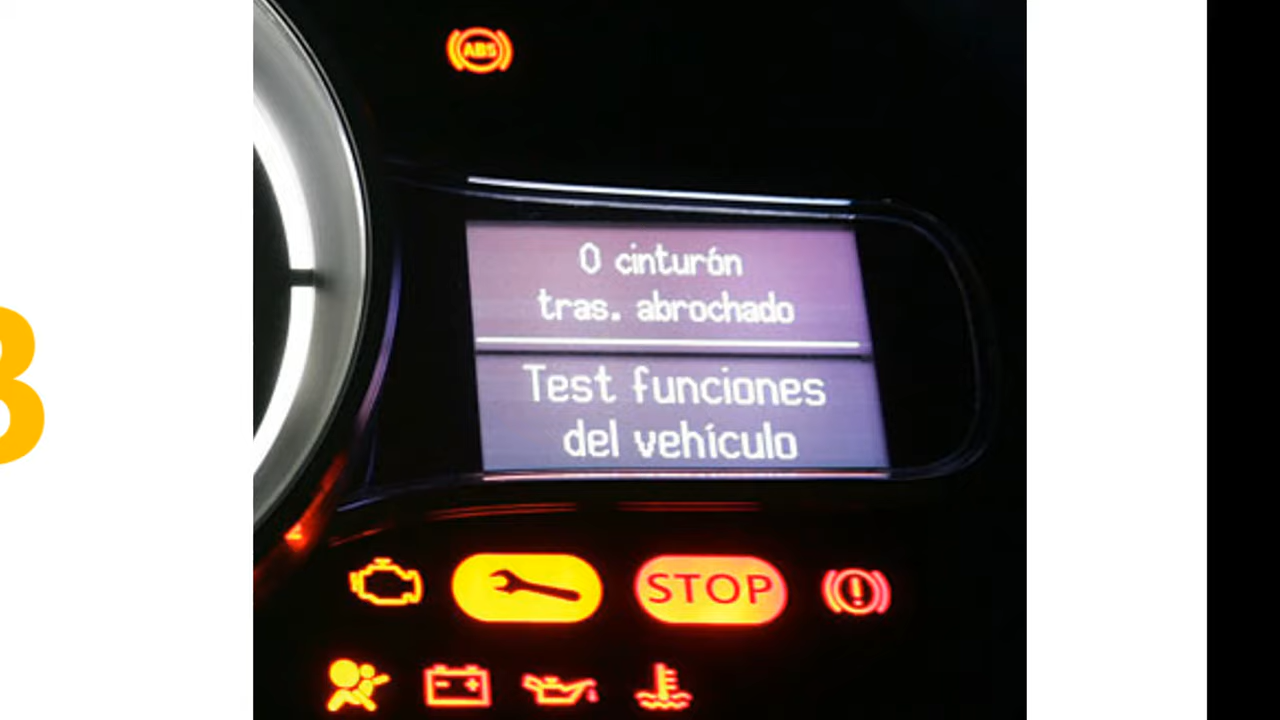 ABS
0 cinturón
tras. abrochado
Test funciones
del vehículo
STOP